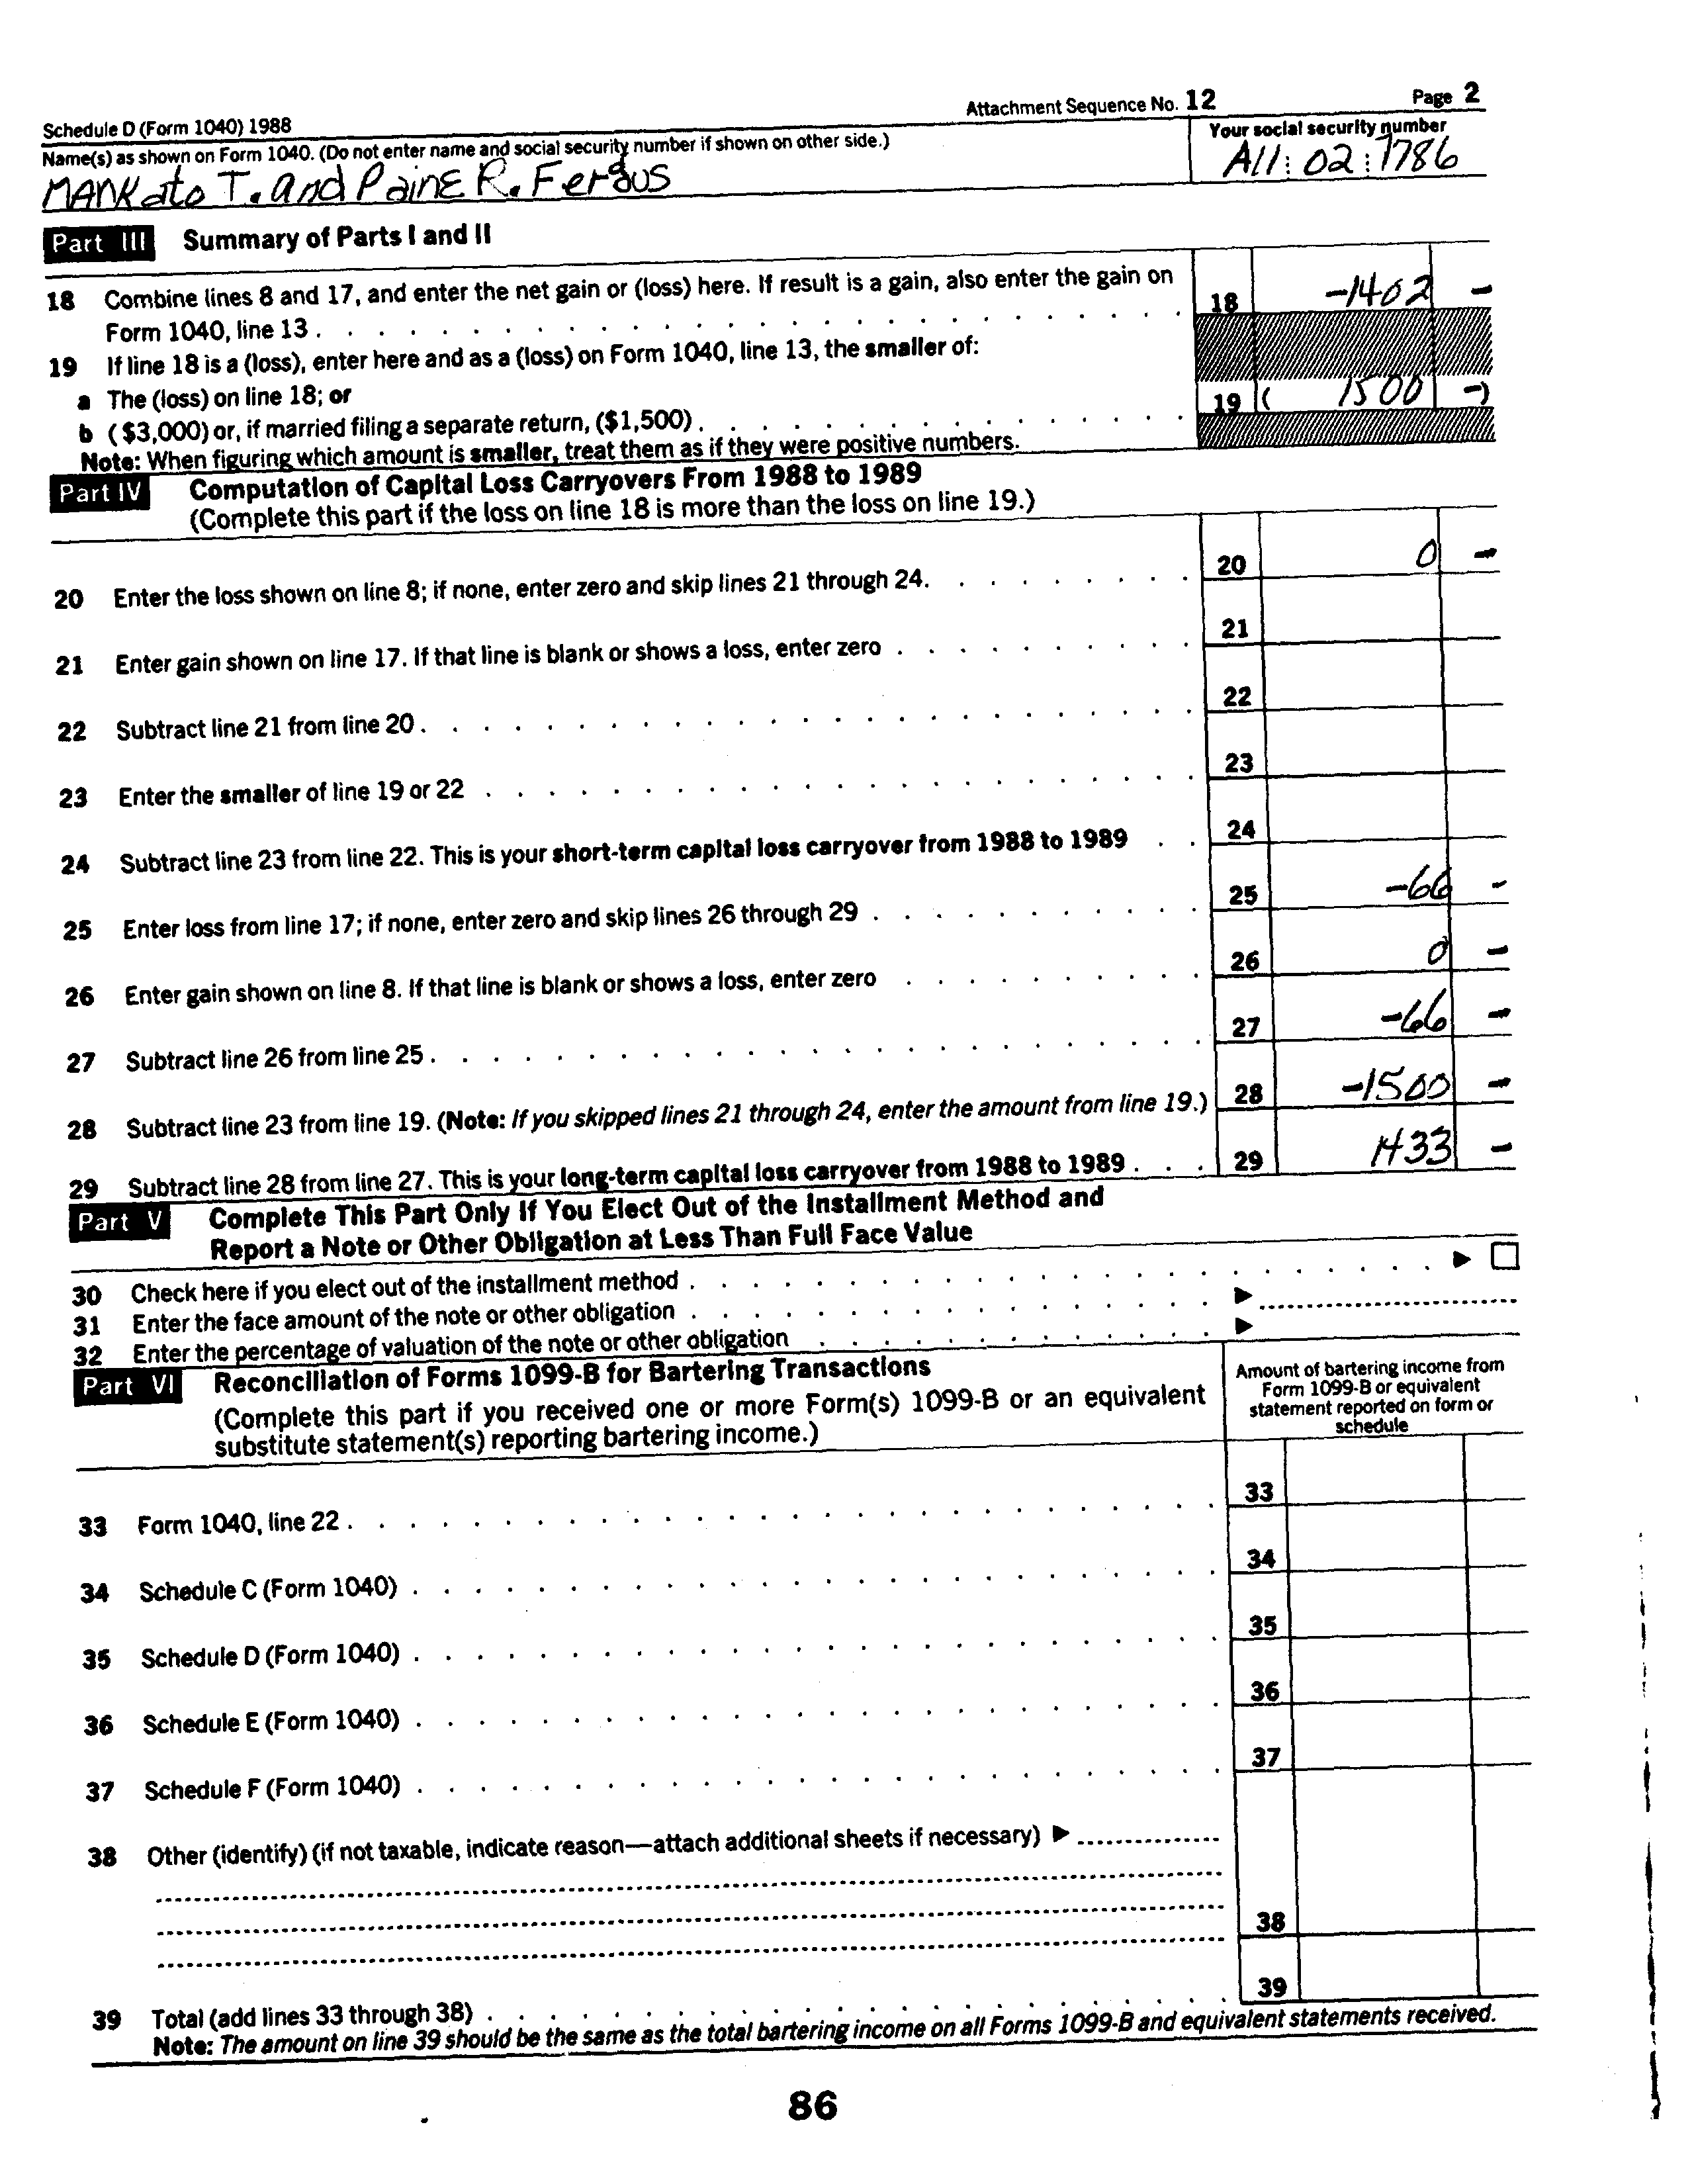 Schedule D (Form 1040) 1988 Attachment Sequence No. 12 Page 2
Name(s) as shown on Form 1040. (Do not enter name and social security number if shown on other side.) Your social security number
MANKato T. and Paine R. Fergus A11: 02: 7786
Part III Summary of Parts I and II
18 Combine lines 8 and 17, and enter the net gain or (loss) here. If result is a gain, also enter the gain on
Form 1040, line 13 18 -1402 -
19 If line 18 is a (loss), enter here and as a (loss) on Form 1040, line 13, the smaller of:
a The (loss) on line 18; or
b ($3,000) or, if married filing a separate return, ($1,500) 19 ( 1500 -)
Note: When figuring which amount is smaller, treat them as if they were positive numbers.
Part IV Computation of Capital Loss Carryovers From 1988 to 1989
(Complete this part if the loss on line 18 is more than the loss on line 19.)
20 Enter the loss shown on line 8; if none, enter zero and skip lines 21 through 24. 20 0 -
21 Enter gain shown on line 17. If that line is blank or shows a loss, enter zero 21
22 Subtract line 21 from line 20 22
23 Enter the smaller of line 19 or 22 23
24 Subtract line 23 from line 22. This is your short-term capital loss carryover from 1988 to 1989 24
25 Enter loss from line 17; if none, enter zero and skip lines 26 through 29 25 -66 -
26 Enter gain shown on line 8. If that line is blank or shows a loss, enter zero 26 0 -
27 Subtract line 26 from line 25 27 -66 -
28 Subtract line 23 from line 19. (Note: If you skipped lines 21 through 24, enter the amount from line 19.) 28 -1500 -
29 Subtract line 28 from line 27. This is your long-term capital loss carryover from 1988 to 1989 29 1433 -
Part V Complete This Part Only If You Elect Out of the Installment Method and
Report a Note or Other Obligation at Less Than Full Face Value
30 Check here if you elect out of the installment method ▶ ☐
31 Enter the face amount of the note or other obligation ▶
32 Enter the percentage of valuation of the note or other obligation ▶
Part VI Reconciliation of Forms 1099-B for Bartering Transactions
(Complete this part if you received one or more Form(s) 1099-B or an equivalent
substitute statement(s) reporting bartering income.)
Amount of bartering income from
Form 1099-B or equivalent
statement reported on form or
schedule
33 Form 1040, line 22 33
34 Schedule C (Form 1040) 34
35 Schedule D (Form 1040) 35
36 Schedule E (Form 1040) 36
37 Schedule F (Form 1040) 37
38 Other (identify) (if not taxable, indicate reason—attach additional sheets if necessary) ▶
38
39 Total (add lines 33 through 38) 39
Note: The amount on line 39 should be the same as the total bartering income on all Forms 1099-B and equivalent statements received.
86